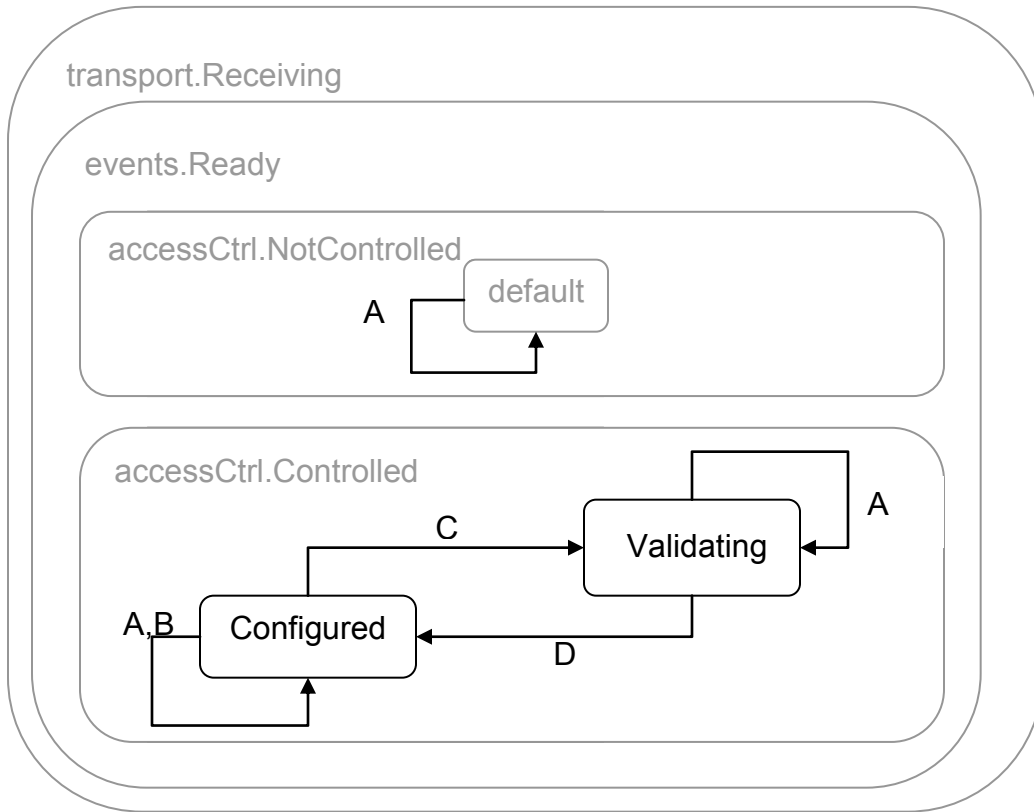 transport.Receiving
events.Ready
accessCtrl.NotControlled
default
A
accessCtrl.Controlled
A
C
Validating
A,B
Configured
D